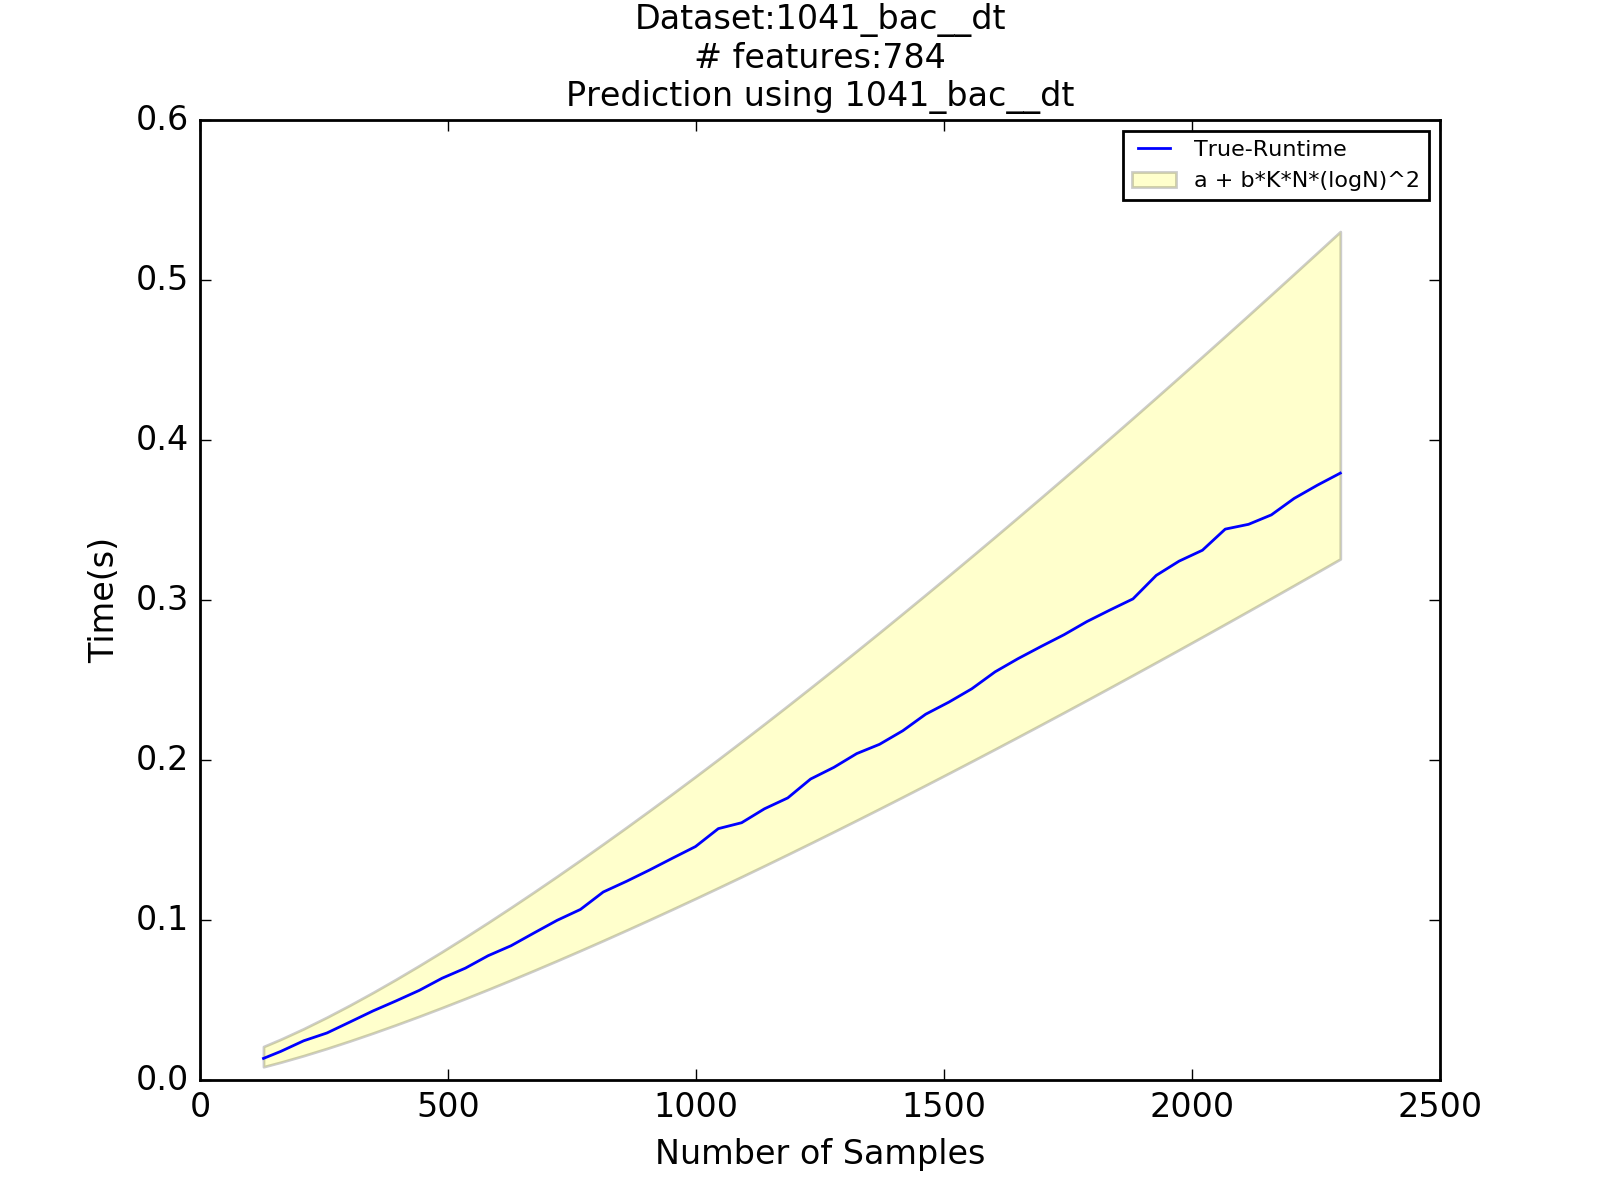 Dataset:1041_bac__dt
# features:784
Prediction using 1041_bac__dt
True-Runtime
a + b*K*N*(logN)^2
0.6
0.5
0.4
0.3
0.2
0.1
0.0
Time(s)
0 500 1000 1500 2000 2500
Number of Samples